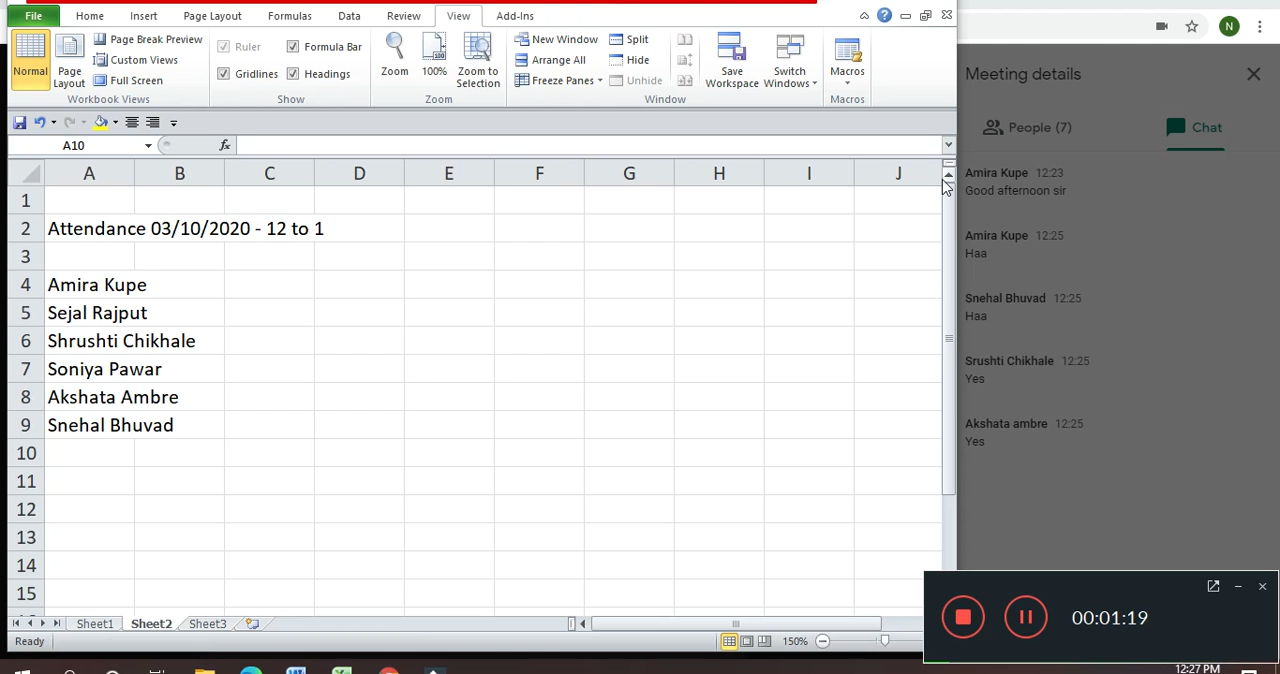 File Home Insert Page Layout Formulas Data Review View Add-Ins
Normal
Page Layout
Page Break Preview
Custom Views
Full Screen
Workbook Views
Ruler
Formula Bar
Gridlines
Headings
Show
Zoom
100%
Zoom to Selection
Zoom
New Window
Arrange All
Freeze Panes
Split
Hide
Unhide
Save Workspace
Switch Windows
Window
Macros
Macros
A10 fx
A B C D E F G H I J
1
2 Attendance 03/10/2020 - 12 to 1
3
4 Amira Kupe
5 Sejal Rajput
6 Shrushti Chikhale
7 Soniya Pawar
8 Akshata Ambre
9 Snehal Bhuvad
10
11
12
13
14
15
Sheet1 Sheet2 Sheet3
Ready 150%
N
Meeting details
People (7) Chat
Amira Kupe 12:23
Good afternoon sir
Amira Kupe 12:25
Haa
Snehal Bhuvad 12:25
Haa
Srushti Chikhale 12:25
Yes
Akshata ambre 12:25
Yes
00:01:19
12:27 PM